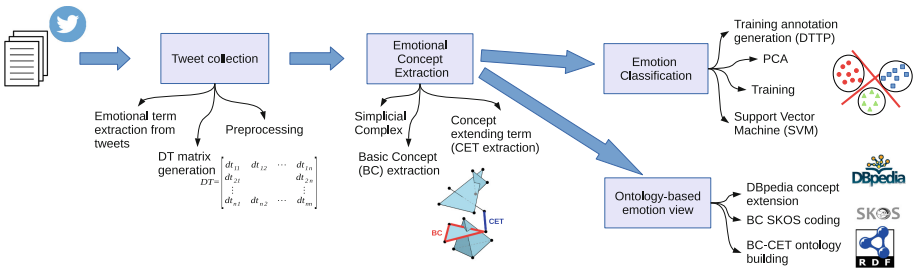 Tweet collection
Emotional term
extraction from
tweets
DT matrix
generation
Preprocessing
DT= dt11 dt12 ⋯ dt1n
dt21 dt2n
⋮ ⋮
dtn1 dtn2 ⋯ dtnn
Emotional
Concept
Extraction
Simplicial
Complex
Basic Concept
(BC) extraction
Concept
extending term
(CET extraction)
CET
BC
Emotion
Classification
Training annotation
generation (DTTP)
PCA
Training
Support Vector
Machine (SVM)
Ontology-based
emotion view
DBpedia concept
extension
BC SKOS coding
BC-CET ontology
building
DBpedia
SKOS
RDF